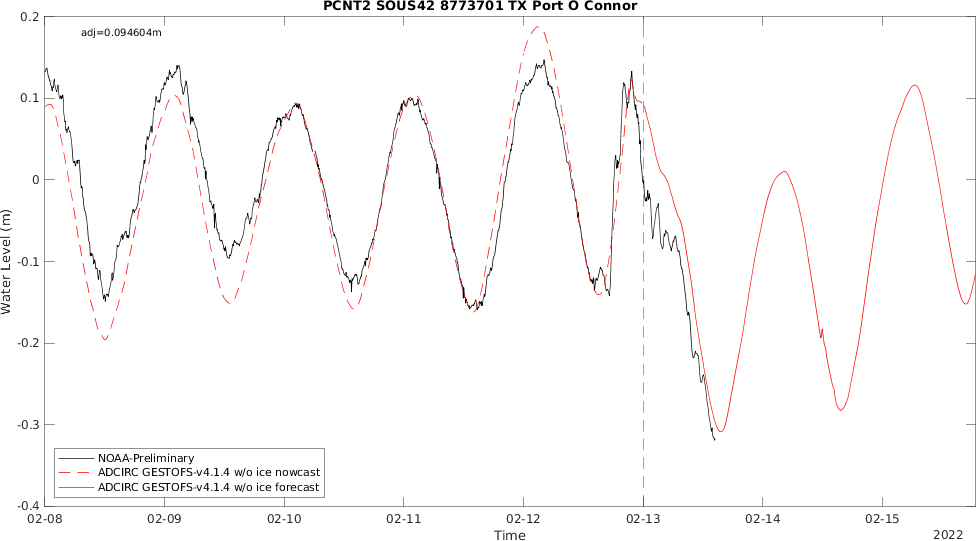 PCNT2 SOUS42 8773701 TX Port O Connor
adj=0.094604m
0.2
0.1
0
-0.1
-0.2
-0.3
-0.4
Water Level (m)
NOAA-Preliminary
ADCIRC GESTOFS-v4.1.4 w/o ice nowcast
ADCIRC GESTOFS-v4.1.4 w/o ice forecast
02-08 02-09 02-10 02-11 02-12 02-13 02-14 02-15
Time
2022